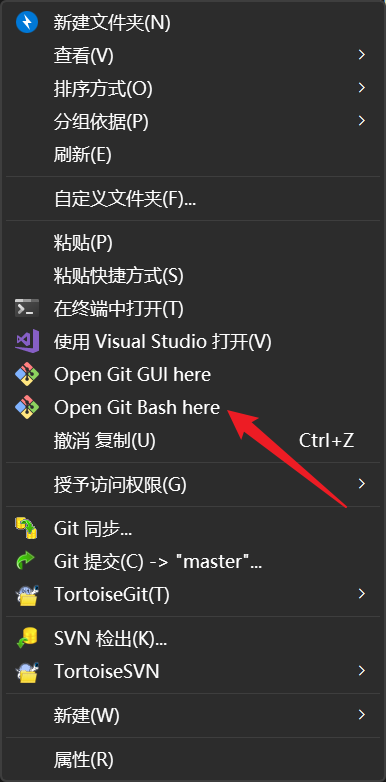 新建文件夹(N)
查看(V)
排序方式(O)
分组依据(P)
刷新(E)
自定义文件夹(F)...
粘贴(P)
粘贴快捷方式(S)
在终端中打开(T)
使用 Visual Studio 打开(V)
Open Git GUI here
Open Git Bash here
撤消 复制(U) Ctrl+Z
授予访问权限(G)
Git 同步...
Git 提交(C) -> "master"...
TortoiseGit(T)
SVN 检出(K)...
TortoiseSVN
新建(W)
属性(R)